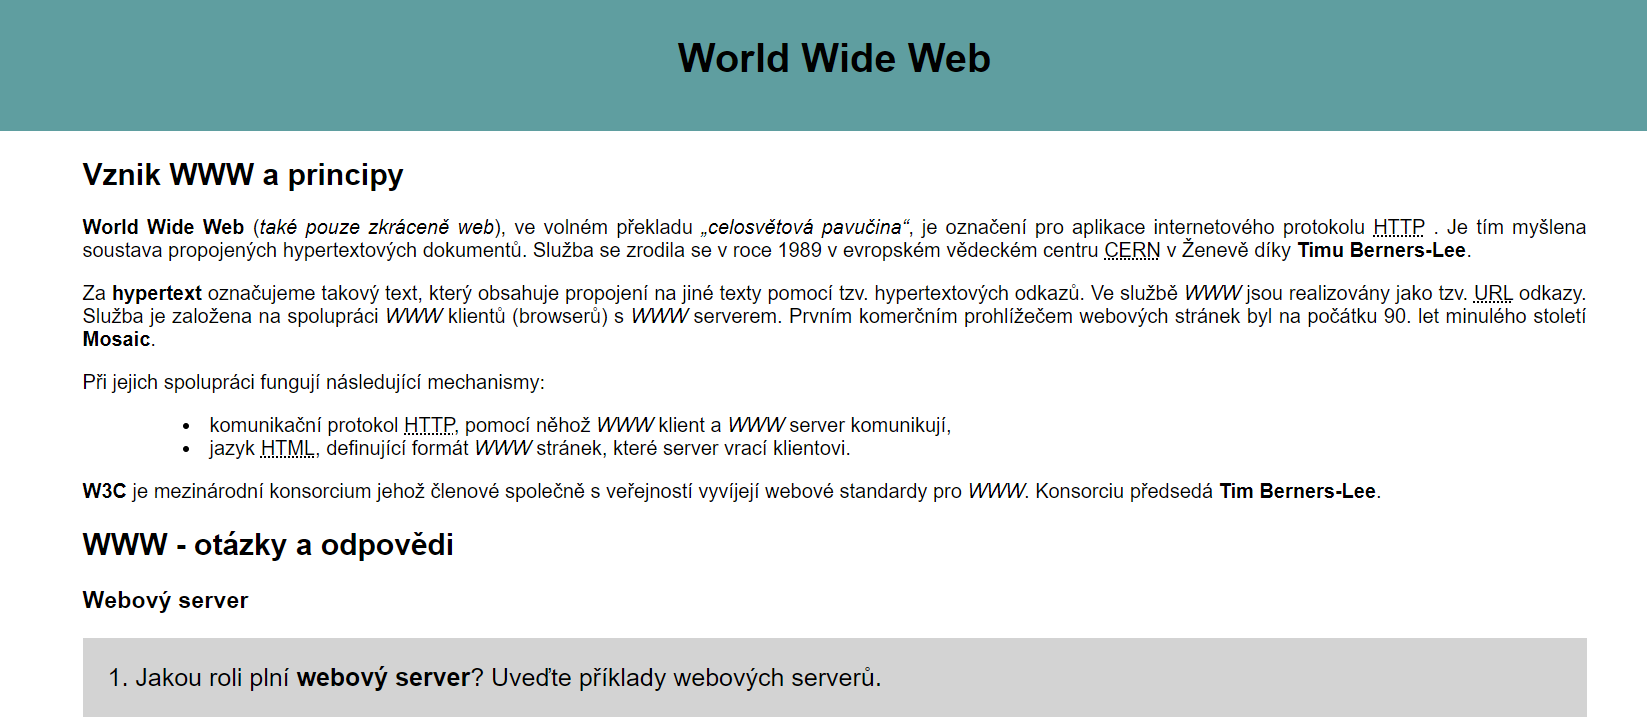 World Wide Web
Vznik WWW a principy
World Wide Web (také pouze zkráceně web), ve volném překladu „celosvětová pavučina“, je označení pro aplikace internetového protokolu HTTP . Je tím myšlena
soustava propojených hypertextových dokumentů. Služba se zrodila se v roce 1989 v evropském vědeckém centru CERN v Ženevě díky Timu Berners-Lee.
Za hypertext označujeme takový text, který obsahuje propojení na jiné texty pomocí tzv. hypertextových odkazů. Ve službě WWW jsou realizovány jako tzv. URL odkazy.
Služba je založena na spolupráci WWW klientů (browserů) s WWW serverem. Prvním komerčním prohlížečem webových stránek byl na počátku 90. let minulého století
Mosaic.
Při jejich spolupráci fungují následující mechanismy:
• komunikační protokol HTTP, pomocí něhož WWW klient a WWW server komunikují,
• jazyk HTML, definující formát WWW stránek, které server vrací klientovi.
W3C je mezinárodní konsorcium jehož členové společně s veřejností vyvíjejí webové standardy pro WWW. Konsorciu předsedá Tim Berners-Lee.
WWW - otázky a odpovědi
Webový server
1. Jakou roli plní webový server? Uveďte příklady webových serverů.